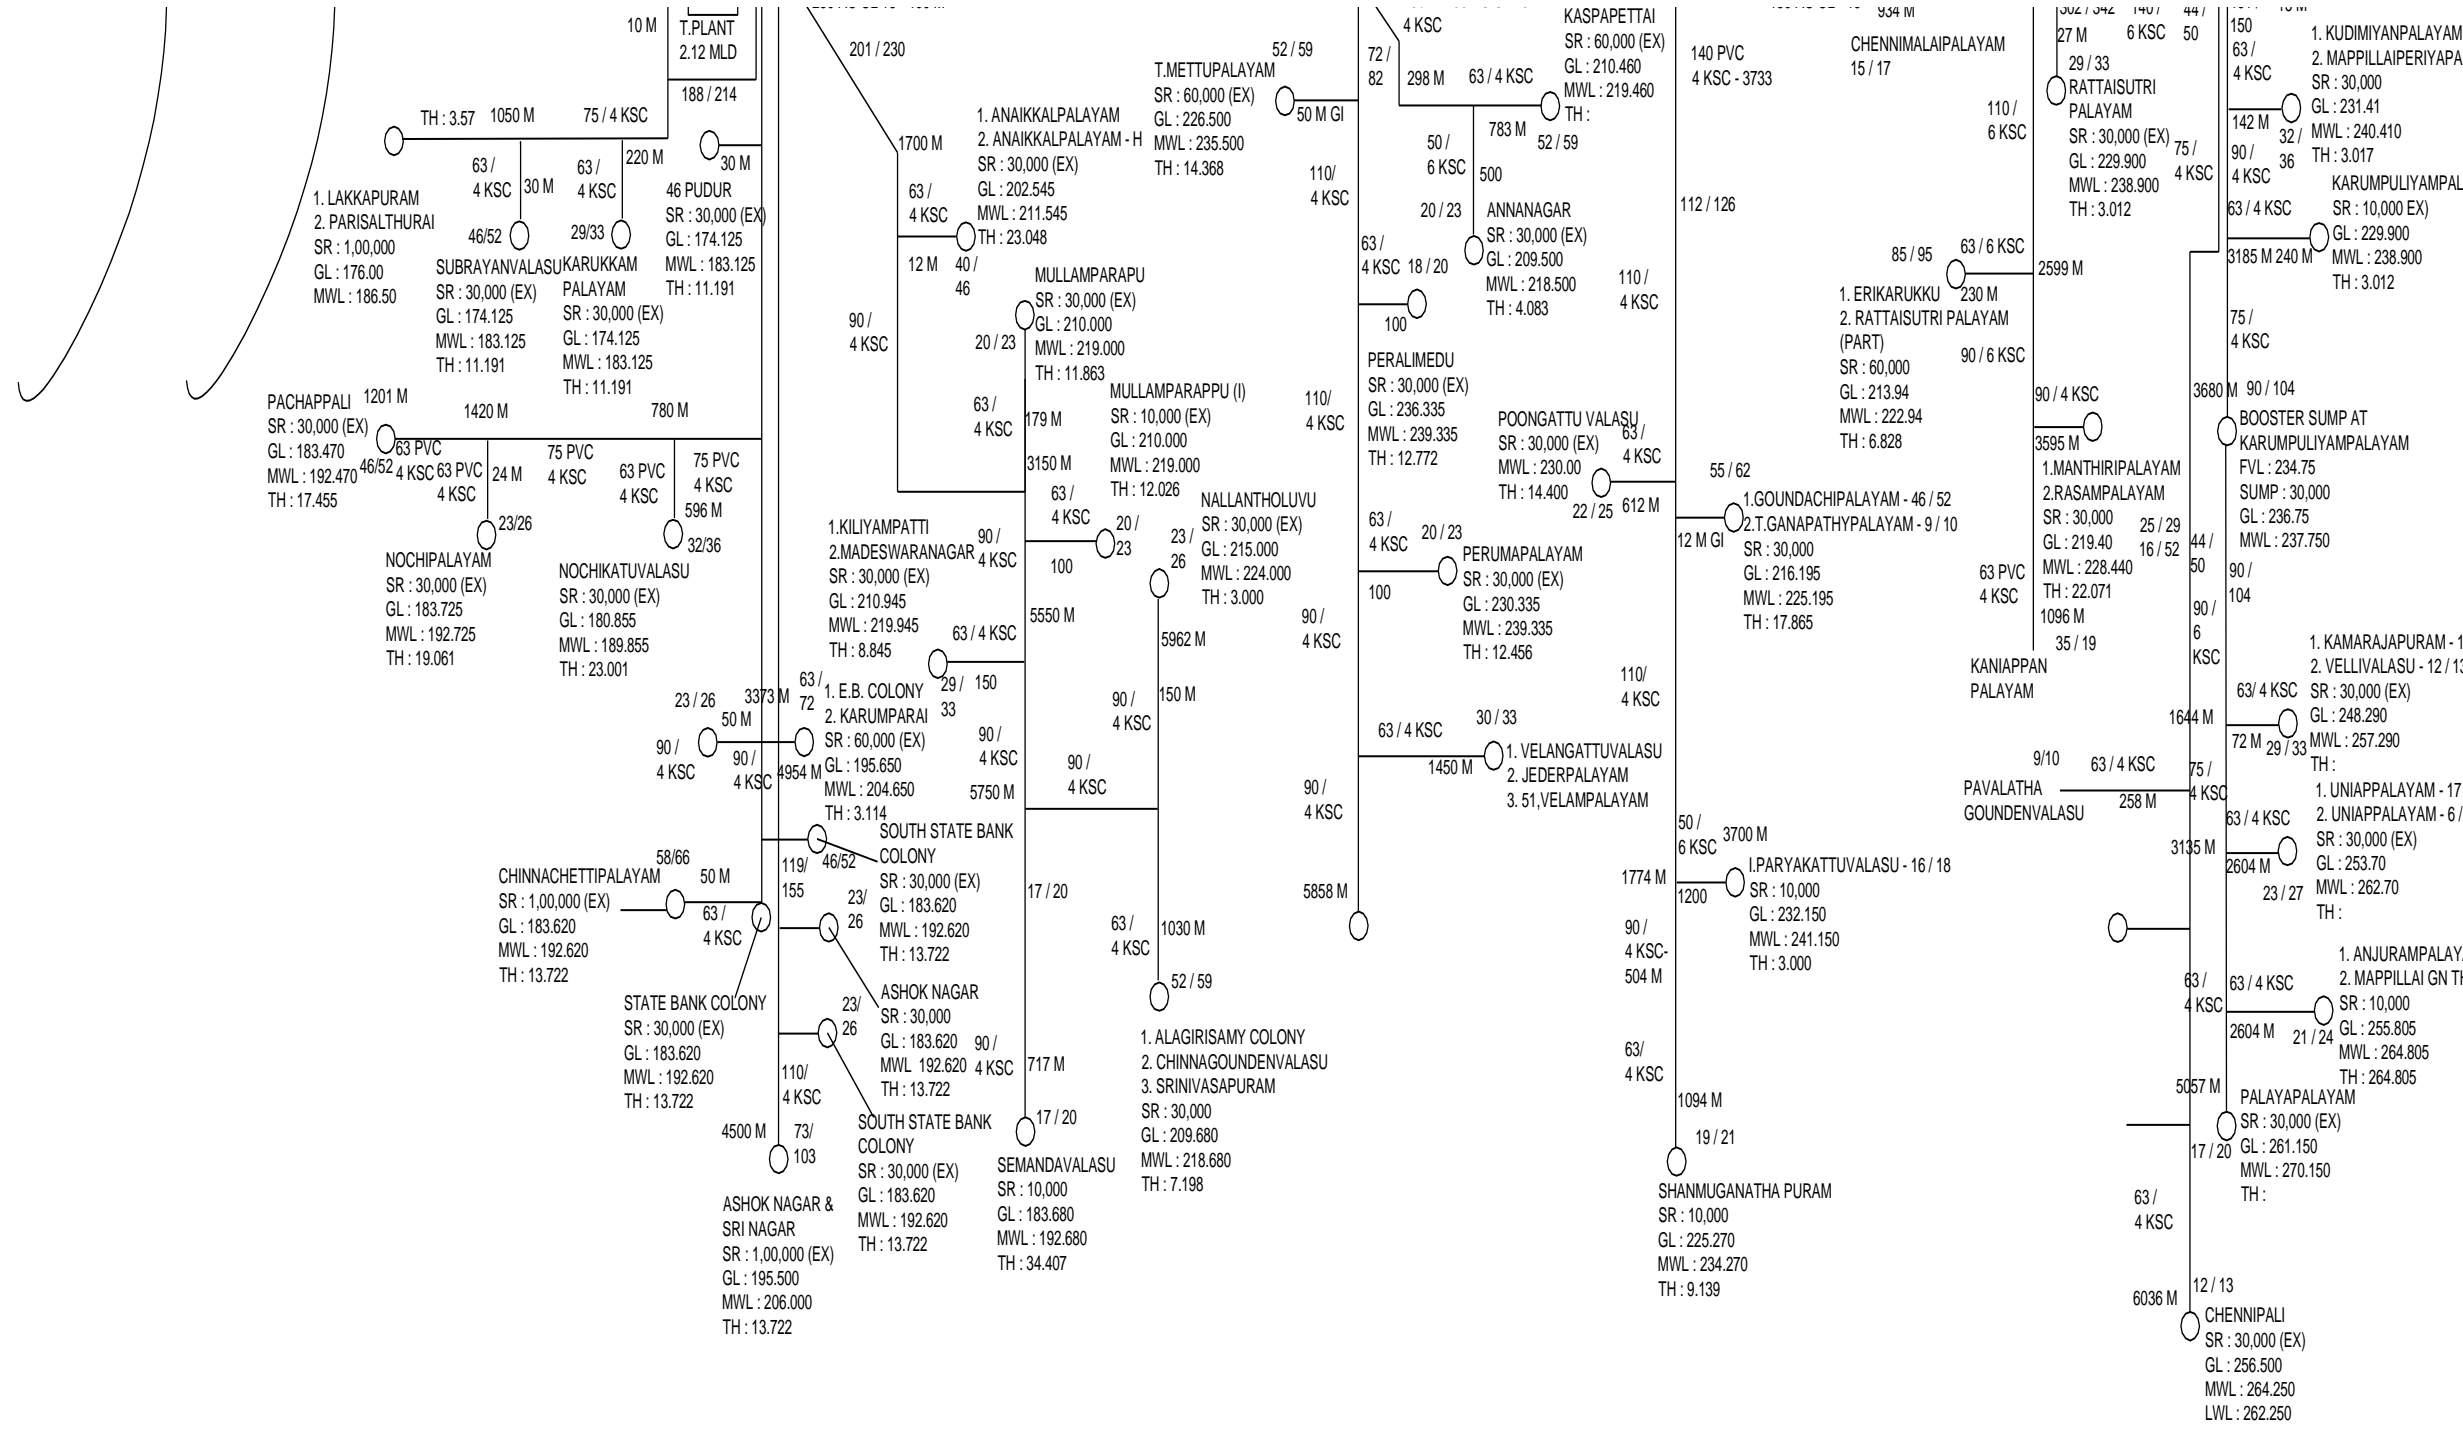 10 M
T.PLANT
2.12 MLD
188 / 214
TH : 3.57
1050 M
75 / 4 KSC
63 /
4 KSC
30 M
63 /
4 KSC
220 M
30 M
1. LAKKAPURAM
2. PARISALTHURAI
SR : 1,00,000
GL : 176.00
MWL : 186.50
46/52
SUBRAYANVALASU
SR : 30,000 (EX)
GL : 174.125
MWL : 183.125
TH : 11.191
29/33
KARUKKAM
PALAYAM
SR : 30,000 (EX)
GL : 174.125
MWL : 183.125
TH : 11.191
46 PUDUR
SR : 30,000 (EX)
GL : 174.125
MWL : 183.125
TH : 11.191
PACHAPPALI
SR : 30,000 (EX)
GL : 183.470
MWL : 192.470
TH : 17.455
1201 M
1420 M
780 M
46/52
63 PVC
4 KSC
63 PVC
4 KSC
24 M
75 PVC
4 KSC
63 PVC
4 KSC
75 PVC
4 KSC
596 M
23/26
32/36
NOCHIPALAYAM
SR : 30,000 (EX)
GL : 183.725
MWL : 192.725
TH : 19.061
NOCHIKATUVALASU
SR : 30,000 (EX)
GL : 180.855
MWL : 189.855
TH : 23.001
23 / 26
3373 M
63 /
72
50 M
90 /
4 KSC
90 /
4 KSC
4954 M
1. E.B. COLONY
2. KARUMPARAI
SR : 60,000 (EX)
GL : 195.650
MWL : 204.650
TH : 3.114
SOUTH STATE BANK
COLONY
SR : 30,000 (EX)
GL : 183.620
MWL : 192.620
TH : 13.722
46/52
119/
155
58/66
50 M
CHINNACHETTIPALAYAM
SR : 1,00,000 (EX)
GL : 183.620
MWL : 192.620
TH : 13.722
63 /
4 KSC
23/
26
STATE BANK COLONY
SR : 30,000 (EX)
GL : 183.620
MWL : 192.620
TH : 13.722
23/
26
ASHOK NAGAR
SR : 30,000
GL : 183.620
MWL 192.620
TH : 13.722
110/
4 KSC
4500 M
73/
103
SOUTH STATE BANK
COLONY
SR : 30,000 (EX)
GL : 183.620
MWL : 192.620
TH : 13.722
ASHOK NAGAR &
SRI NAGAR
SR : 1,00,000 (EX)
GL : 195.500
MWL : 206.000
TH : 13.722
201 / 230
1700 M
63 /
4 KSC
1. ANAIKKALPALAYAM
2. ANAIKKALPALAYAM - H
SR : 30,000 (EX)
GL : 202.545
MWL : 211.545
TH : 23.048
12 M
40 /
46
90 /
4 KSC
MULLAMPARAPU
SR : 30,000 (EX)
GL : 210.000
MWL : 219.000
TH : 11.863
20 / 23
63 /
4 KSC
179 M
MULLAMPARAPPU (I)
SR : 10,000 (EX)
GL : 210.000
MWL : 219.000
TH : 12.026
3150 M
63 /
4 KSC
20 /
23
100
90 /
4 KSC
1.KILIYAMPATTI
2.MADESWARANAGAR
SR : 30,000 (EX)
GL : 210.945
MWL : 219.945
TH : 8.845
63 / 4 KSC
29 /
33
150
5550 M
23 /
26
NALLANTHOLUVU
SR : 30,000 (EX)
GL : 215.000
MWL : 224.000
TH : 3.000
5962 M
90 /
4 KSC
150 M
90 /
4 KSC
5750 M
90 /
4 KSC
17 / 20
63 /
4 KSC
1030 M
52 / 59
90 /
4 KSC
717 M
17 / 20
SEMANDAVALASU
SR : 10,000
GL : 183.680
MWL : 192.680
TH : 34.407
1. ALAGIRISAMY COLONY
2. CHINNAGOUNDENVALASU
3. SRINIVASAPURAM
SR : 30,000
GL : 209.680
MWL : 218.680
TH : 7.198
T.METTUPALAYAM
SR : 60,000 (EX)
GL : 226.500
MWL : 235.500
TH : 14.368
52 / 59
50 M GI
110/
4 KSC
4 KSC
72 /
82
298 M
63 / 4 KSC
783 M
52 / 59
KASPAPETTAI
SR : 60,000 (EX)
GL : 210.460
MWL : 219.460
TH :
50 /
6 KSC
500
20 / 23
ANNANAGAR
SR : 30,000 (EX)
GL : 209.500
MWL : 218.500
TH : 4.083
63 /
4 KSC
18 / 20
100
PERALIMEDU
SR : 30,000 (EX)
GL : 236.335
MWL : 239.335
TH : 12.772
110/
4 KSC
63 /
4 KSC
20 / 23
100
PERUMAPALAYAM
SR : 30,000 (EX)
GL : 230.335
MWL : 239.335
TH : 12.456
90 /
4 KSC
63 / 4 KSC
30 / 33
1450 M
1. VELANGATTUVALASU
2. JEDERPALAYAM
3. 51,VELAMPALAYAM
90 /
4 KSC
5858 M
140 PVC
4 KSC - 3733
112 / 126
110 /
4 KSC
POONGATTU VALASU
SR : 30,000 (EX)
MWL : 230.00
TH : 14.400
63 /
4 KSC
22 / 25
612 M
55 / 62
12 M GI
1.GOUNDACHIPALAYAM - 46 / 52
2.T.GANAPATHYPALAYAM - 9 / 10
SR : 30,000
GL : 216.195
MWL : 225.195
TH : 17.865
110/
4 KSC
50 /
6 KSC
3700 M
1774 M
1200
I.PARYAKATTUVALASU - 16 / 18
SR : 10,000
GL : 232.150
MWL : 241.150
TH : 3.000
90 /
4 KSC-
504 M
63/
4 KSC
1094 M
19 / 21
SHANMUGANATHA PURAM
SR : 10,000
GL : 225.270
MWL : 234.270
TH : 9.139
934 M
CHENNIMALAIPALAYAM
15 / 17
302 / 342
27 M
140 /
6 KSC
44 /
50
29 / 33
RATTAISUTRI
PALAYAM
SR : 30,000 (EX)
GL : 229.900
MWL : 238.900
TH : 3.012
110 /
6 KSC
75 /
4 KSC
85 / 95
63 / 6 KSC
230 M
2599 M
1. ERIKARUKKU
2. RATTAISUTRI PALAYAM
(PART)
SR : 60,000
GL : 213.94
MWL : 222.94
TH : 6.828
90 / 6 KSC
90 / 4 KSC
3595 M
1.MANTHIRIPALAYAM
2.RASAMPALAYAM
SR : 30,000
GL : 219.40
MWL : 228.440
TH : 22.071
25 / 29
16 / 52
63 PVC
4 KSC
1096 M
35 / 19
KANIAPPAN
PALAYAM
150
63 /
4 KSC
142 M
32 /
36
1. KUDIMIYANPALAYAM
2. MAPPILLAIPERIYAPA
SR : 30,000
GL : 231.41
MWL : 240.410
TH : 3.017
90 /
4 KSC
63 / 4 KSC
3185 M
240 M
KARUMPULIYAMPAL
SR : 10,000 EX)
GL : 229.900
MWL : 238.900
TH : 3.012
75 /
4 KSC
3680 M
90 / 104
BOOSTER SUMP AT
KARUMPULIYAMPALAYAM
FVL : 234.75
SUMP : 30,000
GL : 236.75
MWL : 237.750
44 /
50
90 /
104
90 /
6
KSC
1. KAMARAJAPURAM - 1
2. VELLIVALASU - 12 / 13
SR : 30,000 (EX)
GL : 248.290
MWL : 257.290
TH :
63/ 4 KSC
1644 M
72 M
29 / 33
9/10
63 / 4 KSC
258 M
PAVALATHA
GOUNDENVALASU
75 /
4 KSC
1. UNIAPPALAYAM - 17
2. UNIAPPALAYAM - 6 /
SR : 30,000 (EX)
GL : 253.70
MWL : 262.70
TH :
63 / 4 KSC
3135 M
2604 M
23 / 27
63 /
4 KSC
63 / 4 KSC
2604 M
21 / 24
1. ANJURAMPALAY
2. MAPPILLAI GN TH
SR : 10,000
GL : 255.805
MWL : 264.805
TH : 264.805
5057 M
PALAYAPALAYAM
SR : 30,000 (EX)
GL : 261.150
MWL : 270.150
TH :
17 / 20
63 /
4 KSC
12 / 13
6036 M
CHENNIPALI
SR : 30,000 (EX)
GL : 256.500
MWL : 264.250
LWL : 262.250